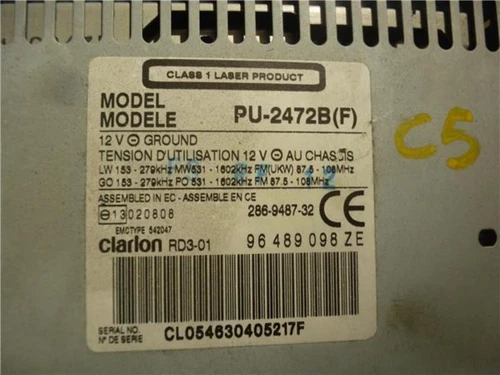 CLASS 1 LASER PRODUCT
MODEL
MODELE PU-2472B(F)
12 V ⊖ GROUND
TENSION D'UTILISATION 12 V ⊖ AU CHASSIS
LW 153 - 279kHz MW531 - 1602kHz FM(UKW) 87.5 - 108MHz
GO 153 - 279kHz PO 531 - 1602kHz FM 87.5 - 108MHz
ASSEMBLED IN EC - ASSEMBLE EN CE
e13020808 286-9487-32 CE
EMCTYPE 542047
clarion RD3-01 96 489 098 ZE
SERIAL NO.
N° DE SERIE CL054630405217F
C5